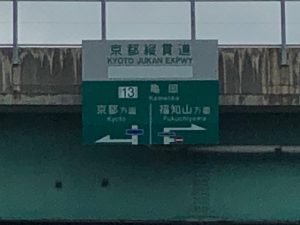 京都縦貫道
KYOTO JUKAN EXPWY
13 亀岡
Kameoka
京都方面 福知山方面
Kyoto Fukuchiyama